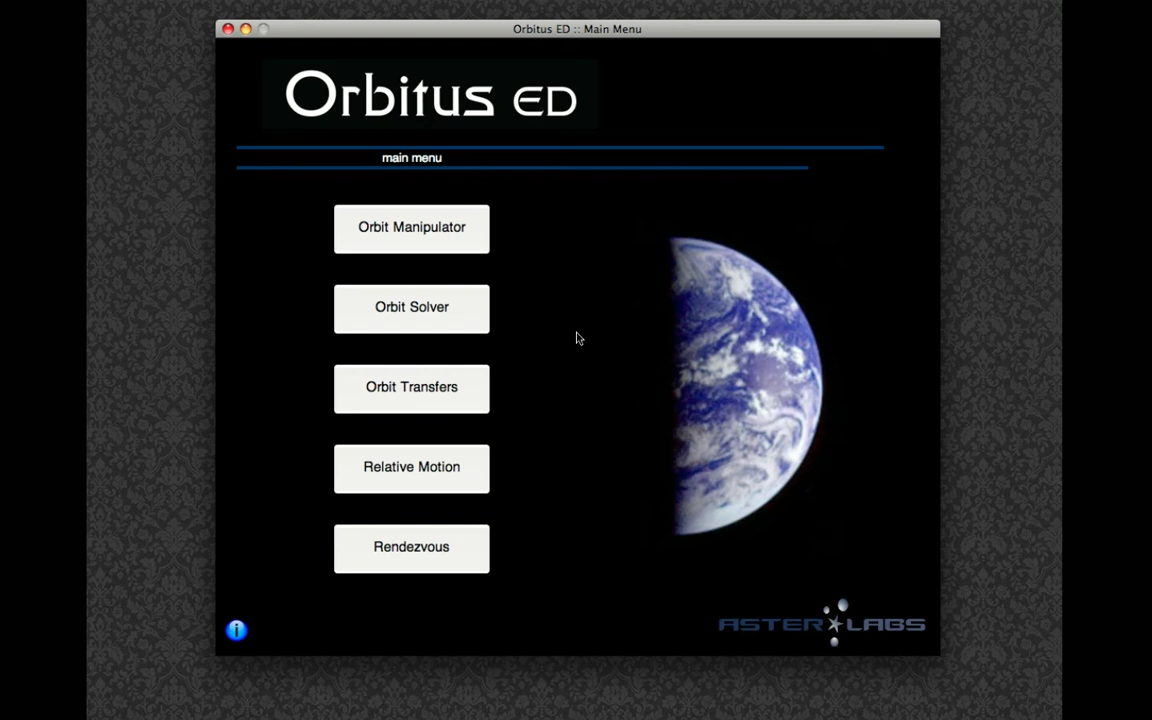 Orbitus ED :: Main Menu
Orbitus ED
main menu
Orbit Manipulator
Orbit Solver
Orbit Transfers
Relative Motion
Rendezvous
i
ASTER LABS